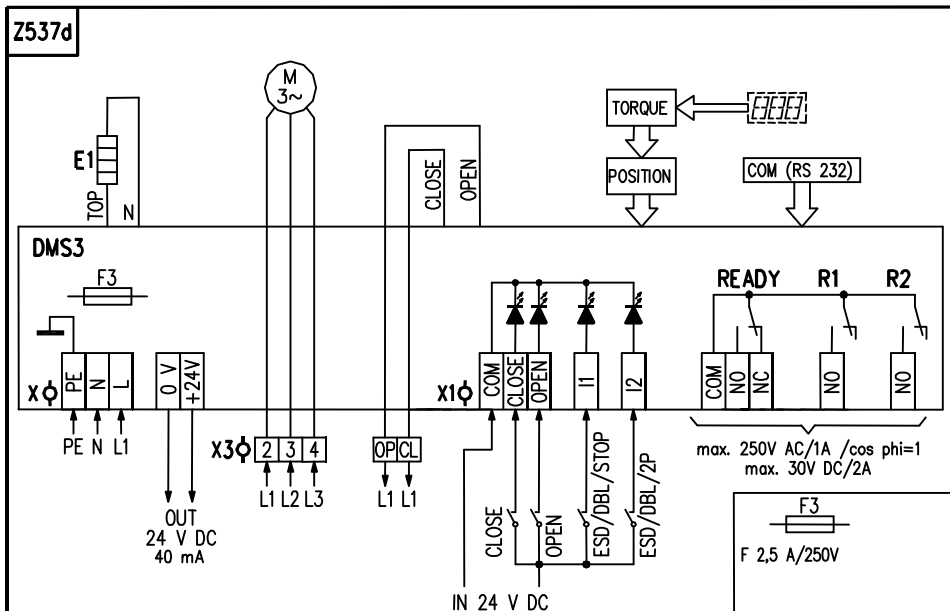 Z537d
M
3~
TORQUE
POSITION
COM (RS 232)
E1
TOP
N
CLOSE
OPEN
DMS3
F3
READY
R1
R2
X
PE
N
L
0 V
+24V
X1
COM
CLOSE
OPEN
I1
I2
COM
NO
NC
NO
NO
PE N L1
X3
2
3
4
OP
CL
L1 L2 L3
L1 L1
OUT
24 V DC
40 mA
CLOSE
OPEN
ESD/DBL/STOP
ESD/DBL/2P
IN 24 V DC
max. 250V AC/1A /cos phi=1
max. 30V DC/2A
F3
F 2,5 A/250V